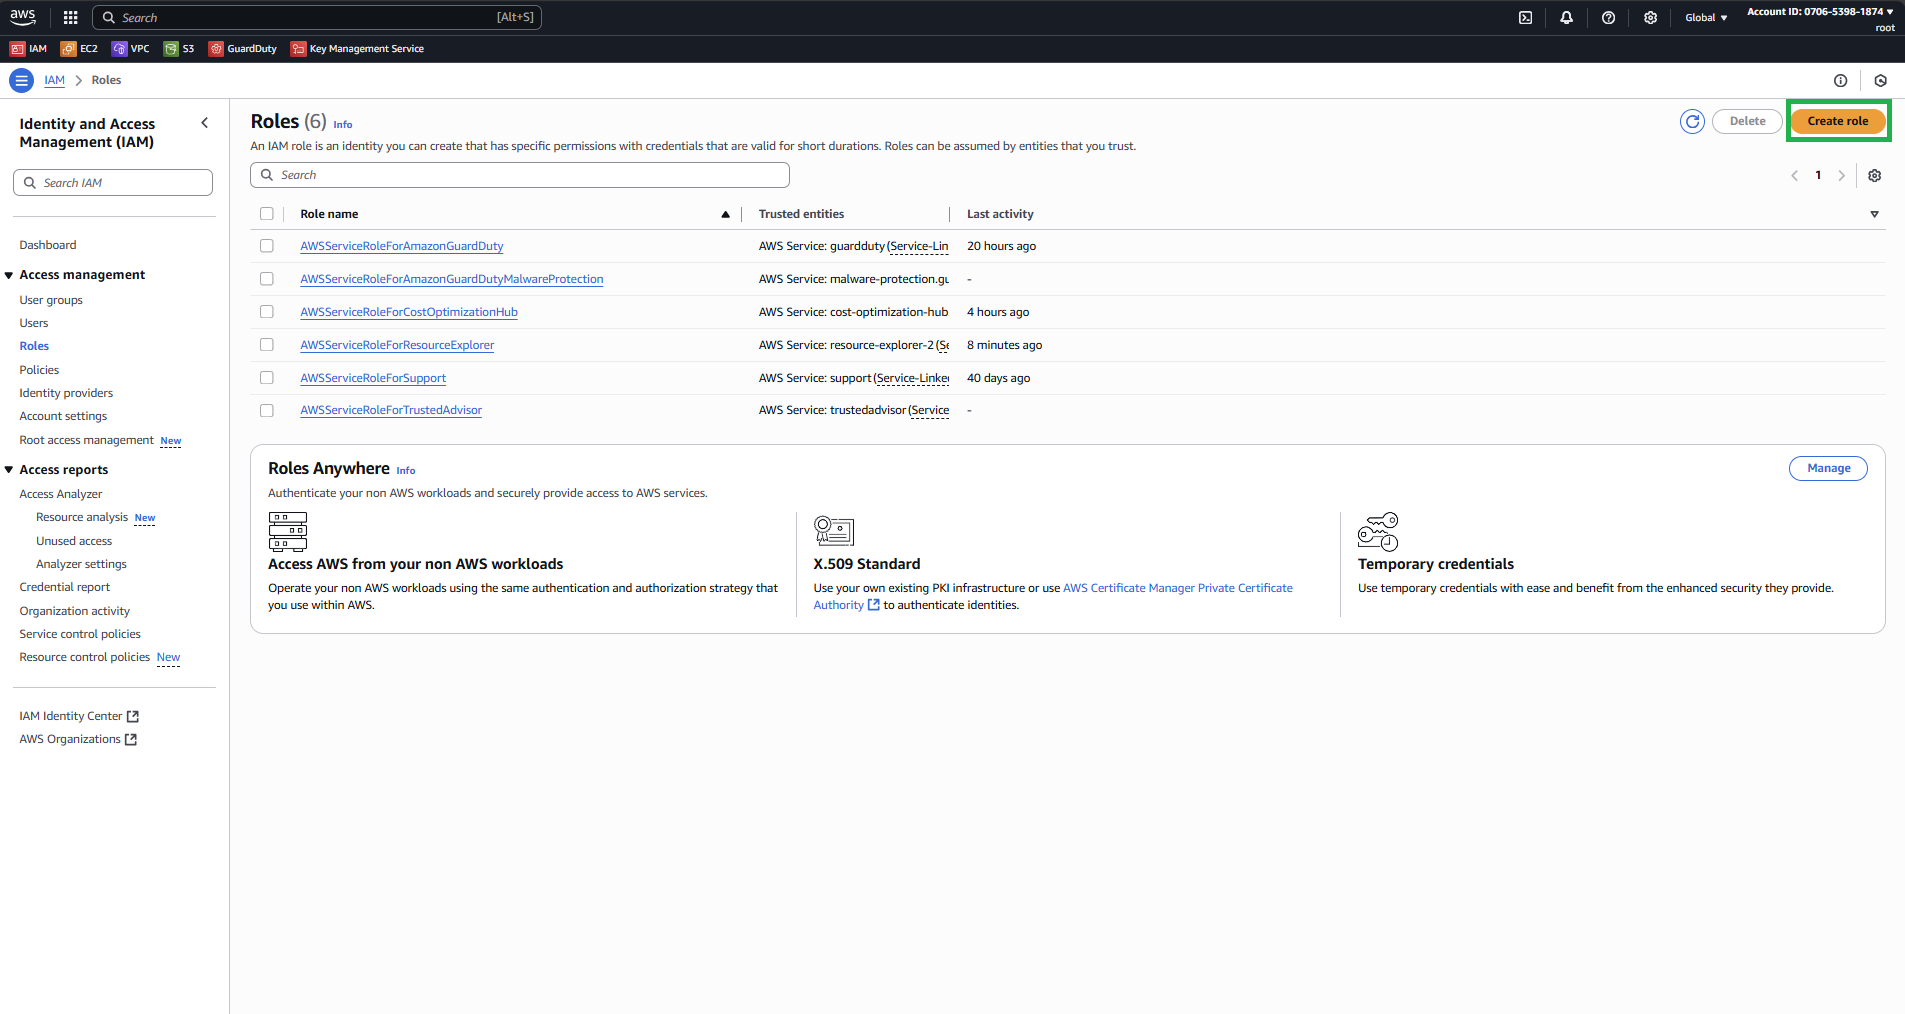 aws
Search [Alt+S]
Global
Account ID: 0706-5398-1874
root
IAM EC2 VPC S3 GuardDuty Key Management Service
IAM > Roles
Identity and Access
Management (IAM)
Search IAM
Dashboard
Access management
User groups
Users
Roles
Policies
Identity providers
Account settings
Root access management New
Access reports
Access Analyzer
Resource analysis New
Unused access
Analyzer settings
Credential report
Organization activity
Service control policies
Resource control policies New
IAM Identity Center
AWS Organizations
Roles (6) Info
Delete
Create role
An IAM role is an identity you can create that has specific permissions with credentials that are valid for short durations. Roles can be assumed by entities that you trust.
Search
1
Role name Trusted entities Last activity
AWSServiceRoleForAmazonGuardDuty AWS Service: guardduty (Service-Lin 20 hours ago
AWSServiceRoleForAmazonGuardDutyMalwareProtection AWS Service: malware-protection.gu -
AWSServiceRoleForCostOptimizationHub AWS Service: cost-optimization-hub 4 hours ago
AWSServiceRoleForResourceExplorer AWS Service: resource-explorer-2 (Se 8 minutes ago
AWSServiceRoleForSupport AWS Service: support (Service-Linke 40 days ago
AWSServiceRoleForTrustedAdvisor AWS Service: trustedadvisor (Service -
Roles Anywhere Info
Manage
Authenticate your non AWS workloads and securely provide access to AWS services.
Access AWS from your non AWS workloads
Operate your non AWS workloads using the same authentication and authorization strategy that
you use within AWS.
X.509 Standard
Use your own existing PKI infrastructure or use AWS Certificate Manager Private Certificate
Authority to authenticate identities.
Temporary credentials
Use temporary credentials with ease and benefit from the enhanced security they provide.